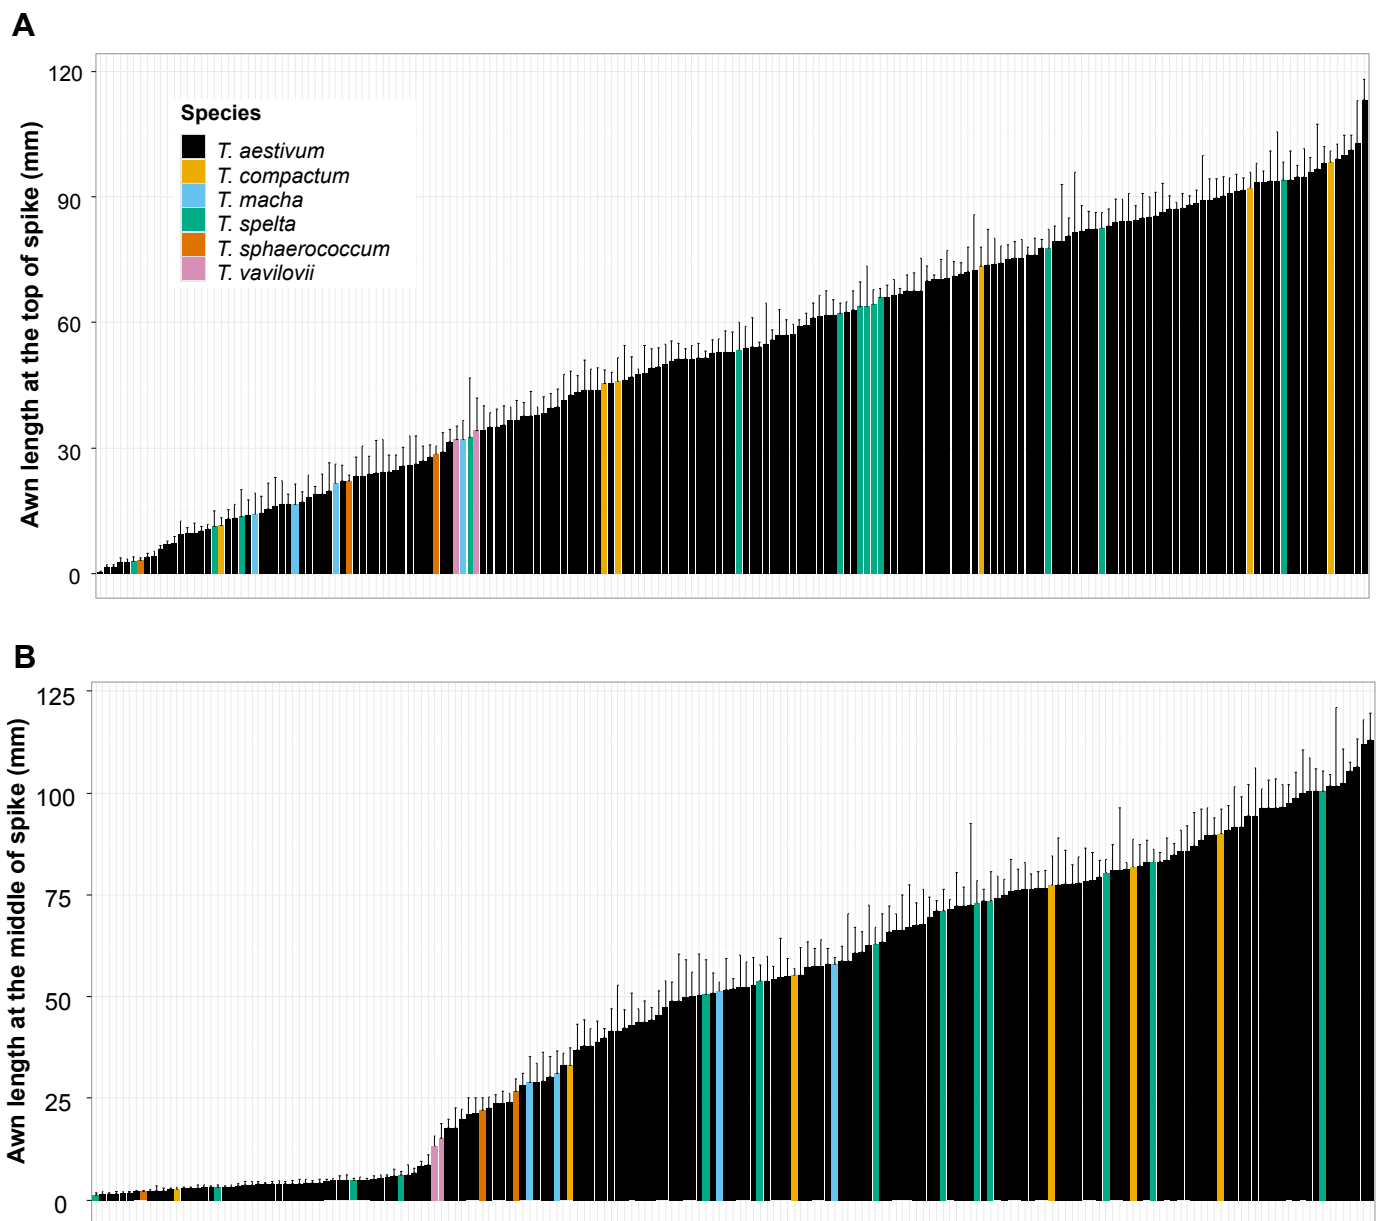 A
Awn length at the top of spike (mm)
120
90
60
30
0
Species
T. aestivum
T. compactum
T. macha
T. spelta
T. sphaerococcum
T. vavilovii
B
Awn length at the middle of spike (mm)
125
100
75
50
25
0